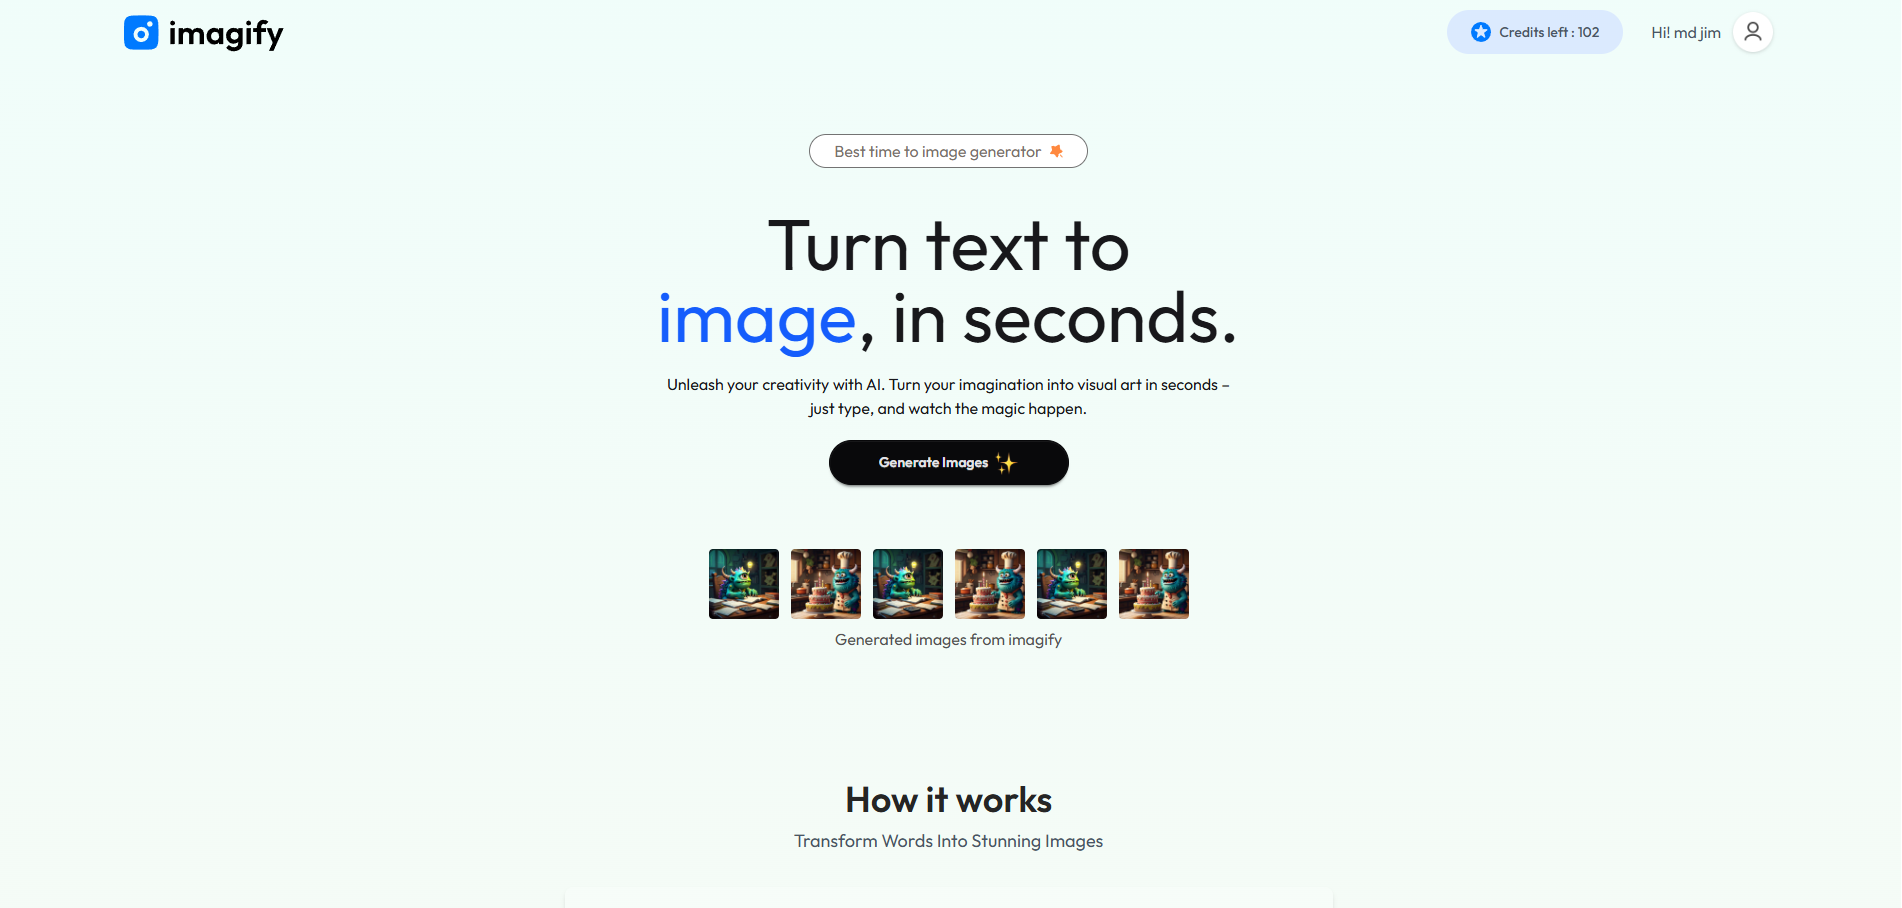 imagify
Credits left : 102
Hi! md jim
Best time to image generator
Turn text to
image, in seconds.
Unleash your creativity with AI. Turn your imagination into visual art in seconds –
just type, and watch the magic happen.
Generate Images
Generated images from imagify
How it works
Transform Words Into Stunning Images